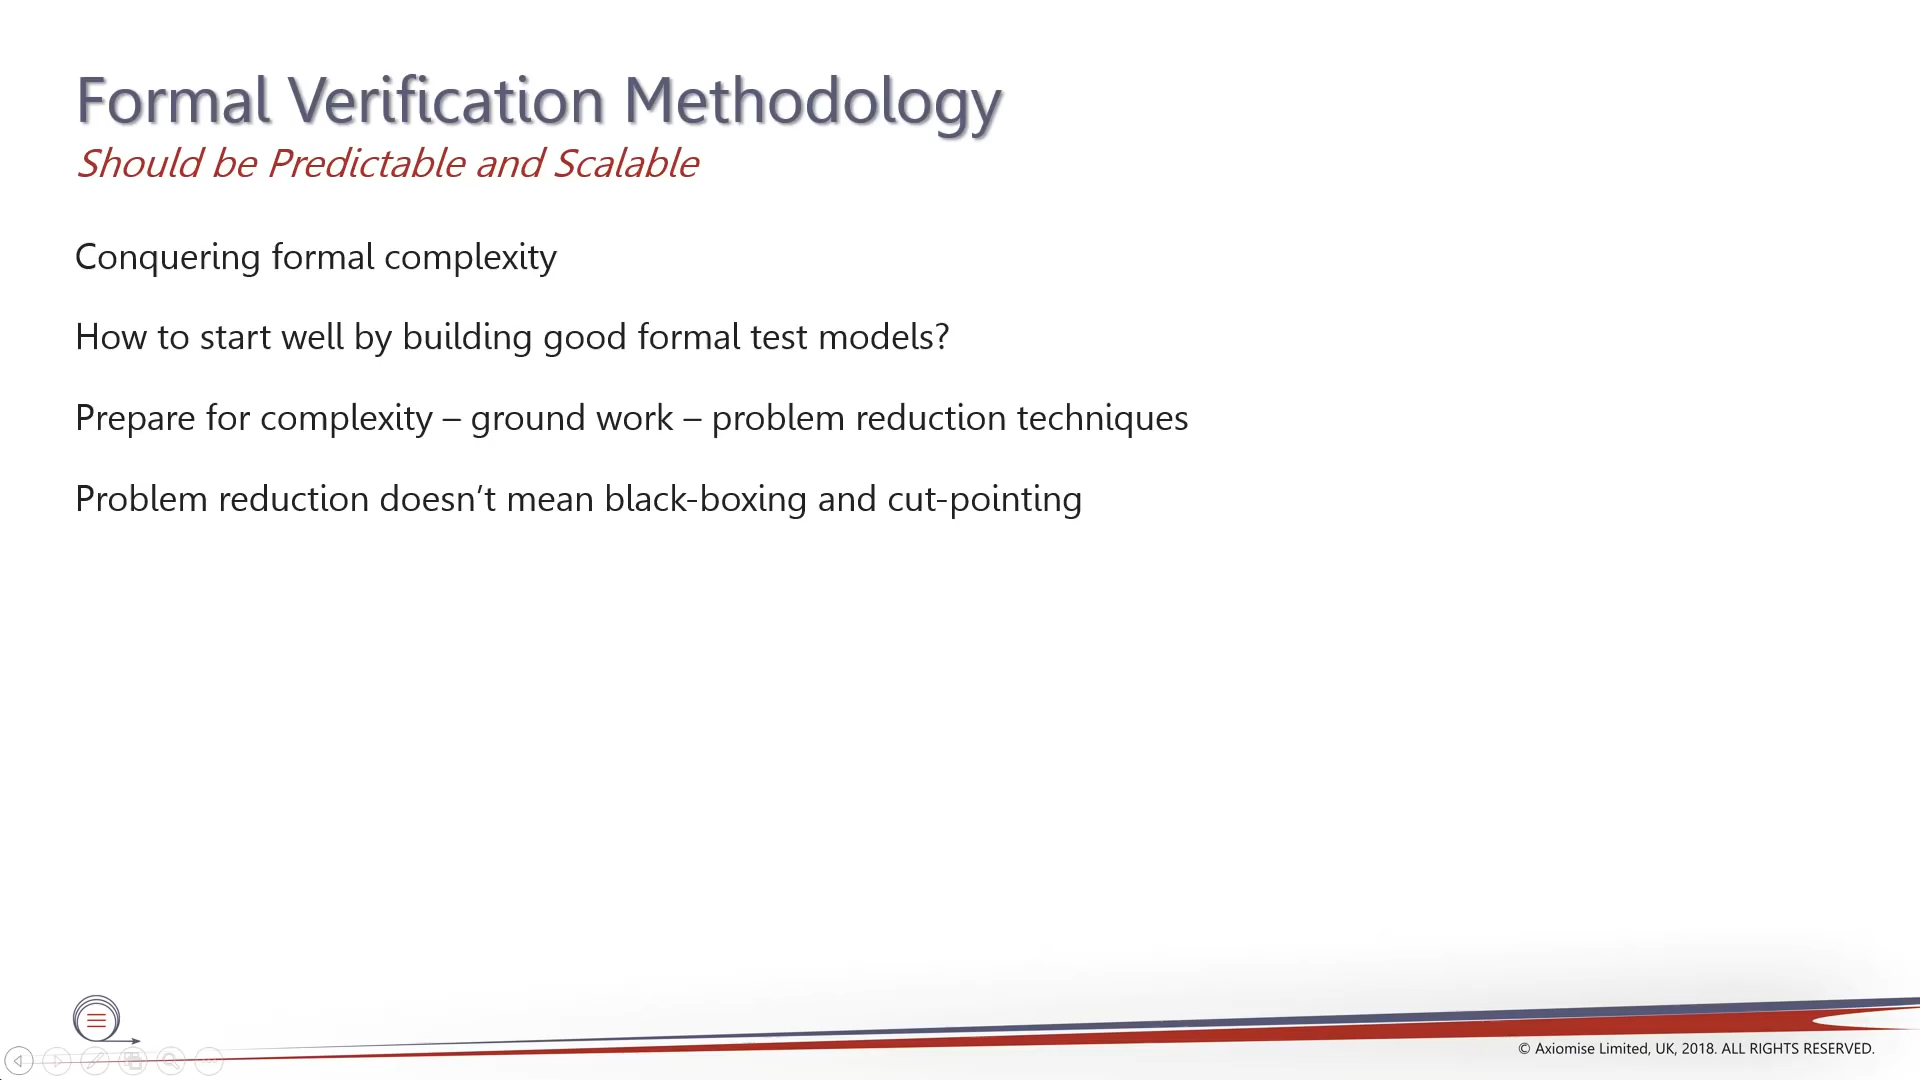 Formal Verification Methodology
Should be Predictable and Scalable
Conquering formal complexity
How to start well by building good formal test models?
Prepare for complexity – ground work – problem reduction techniques
Problem reduction doesn’t mean black-boxing and cut-pointing
© Axiomise Limited, UK, 2018. ALL RIGHTS RESERVED.